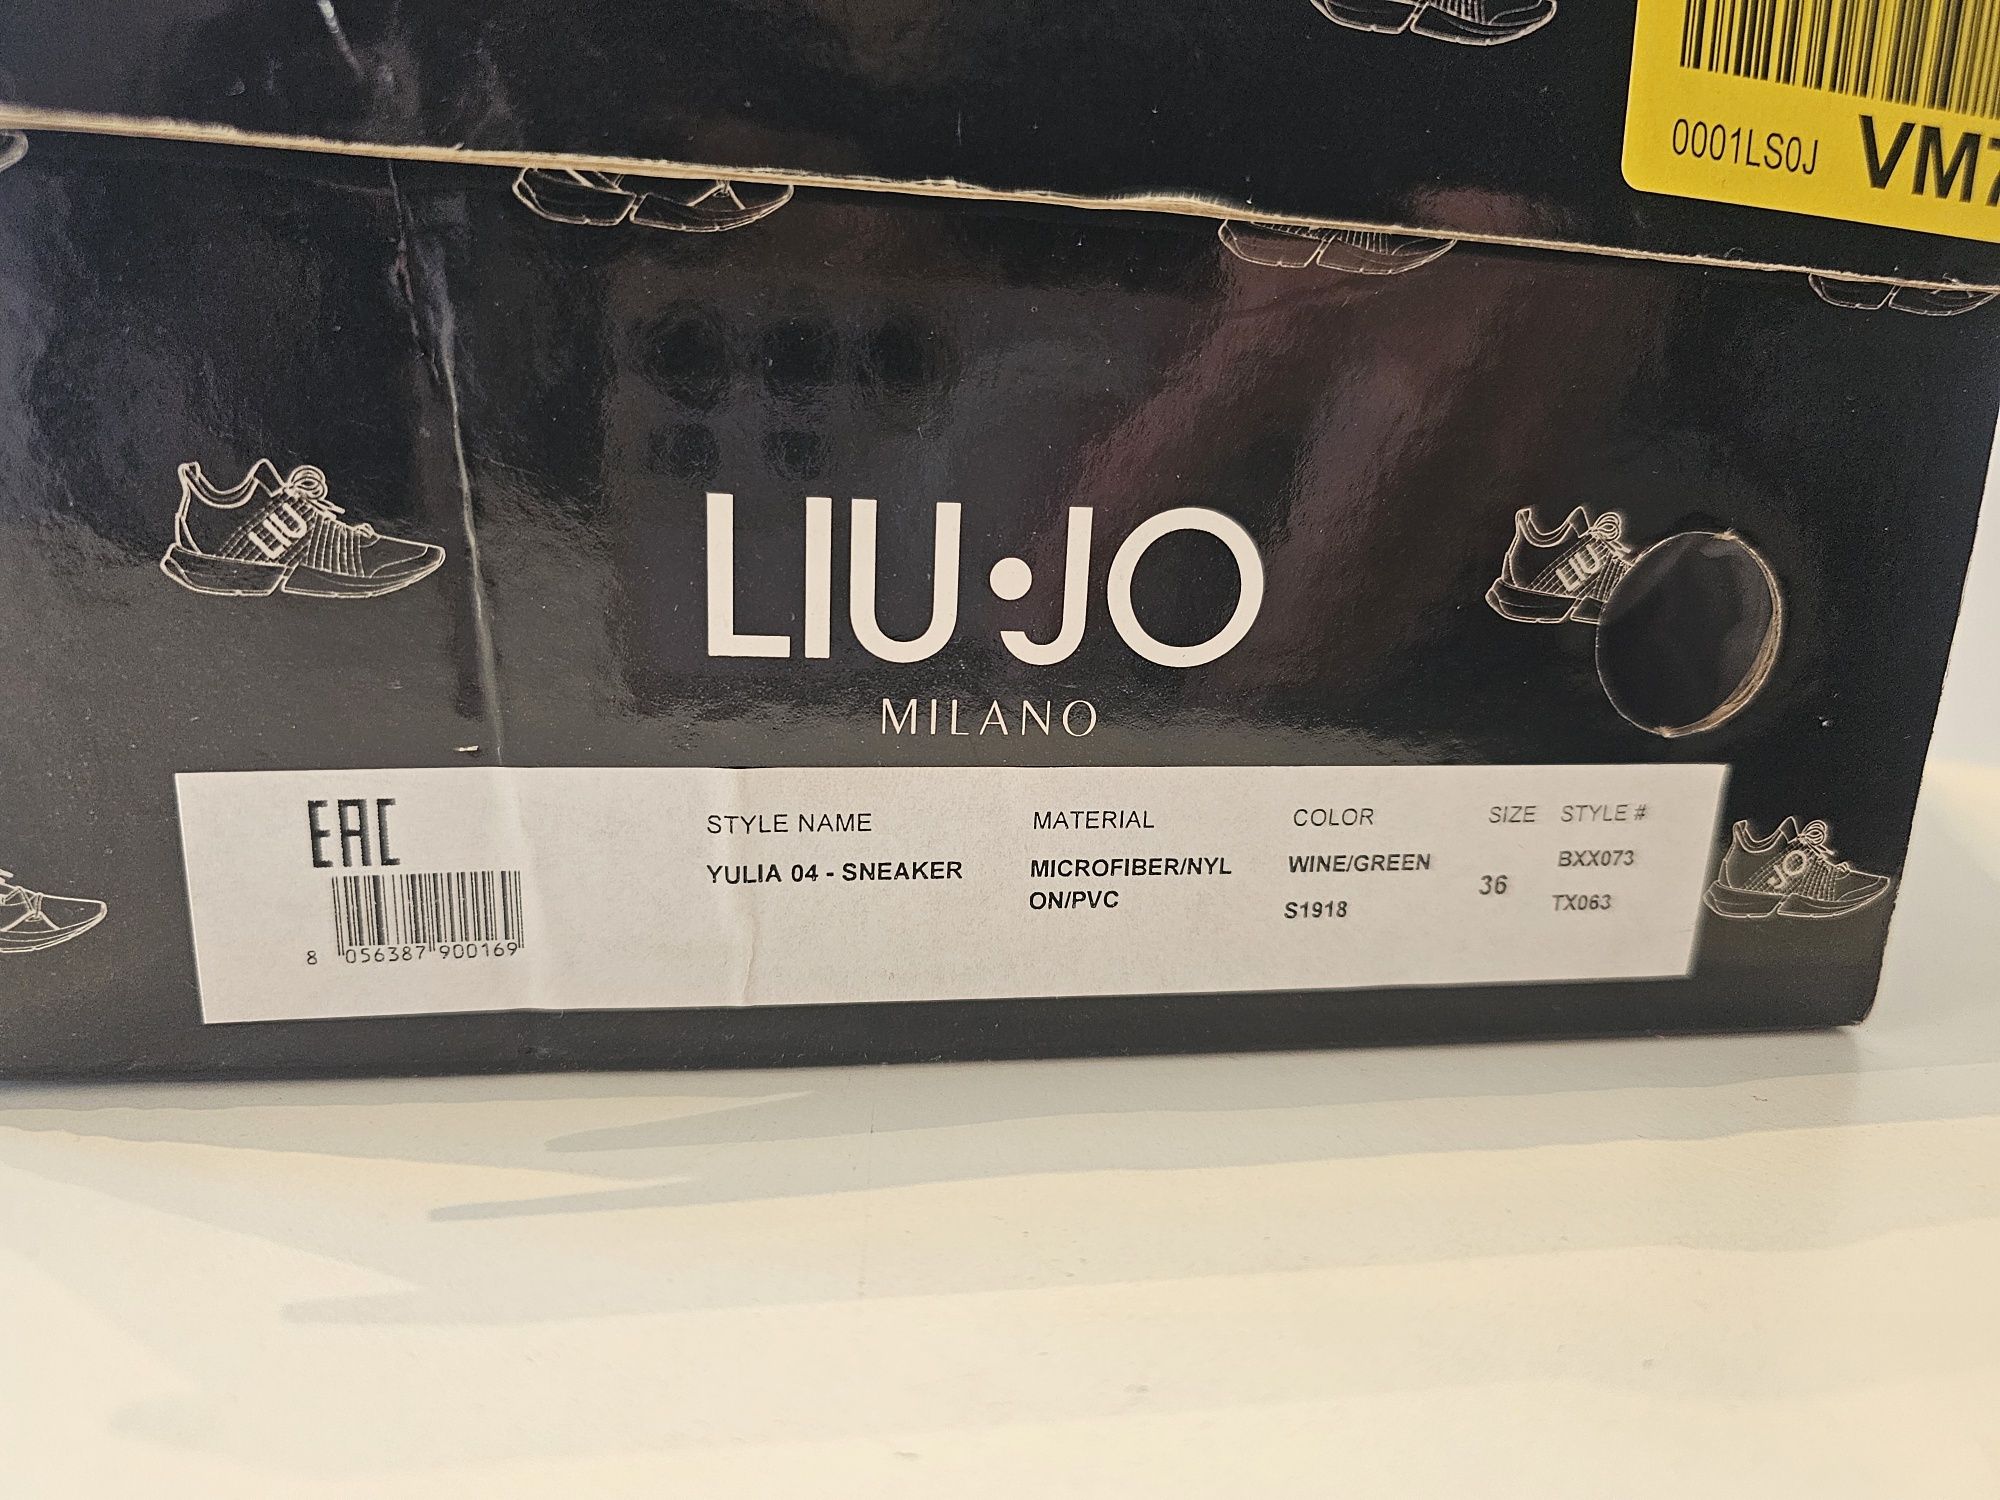 0001LS0J VM7
LIU
LIU·JO
LIU
MILANO
EAC
STYLE NAME MATERIAL COLOR SIZE STYLE #
YULIA 04 - SNEAKER MICROFIBER/NYL WINE/GREEN 36 BXX073
ON/PVC S1918 TX063
JO
8 056387 900169